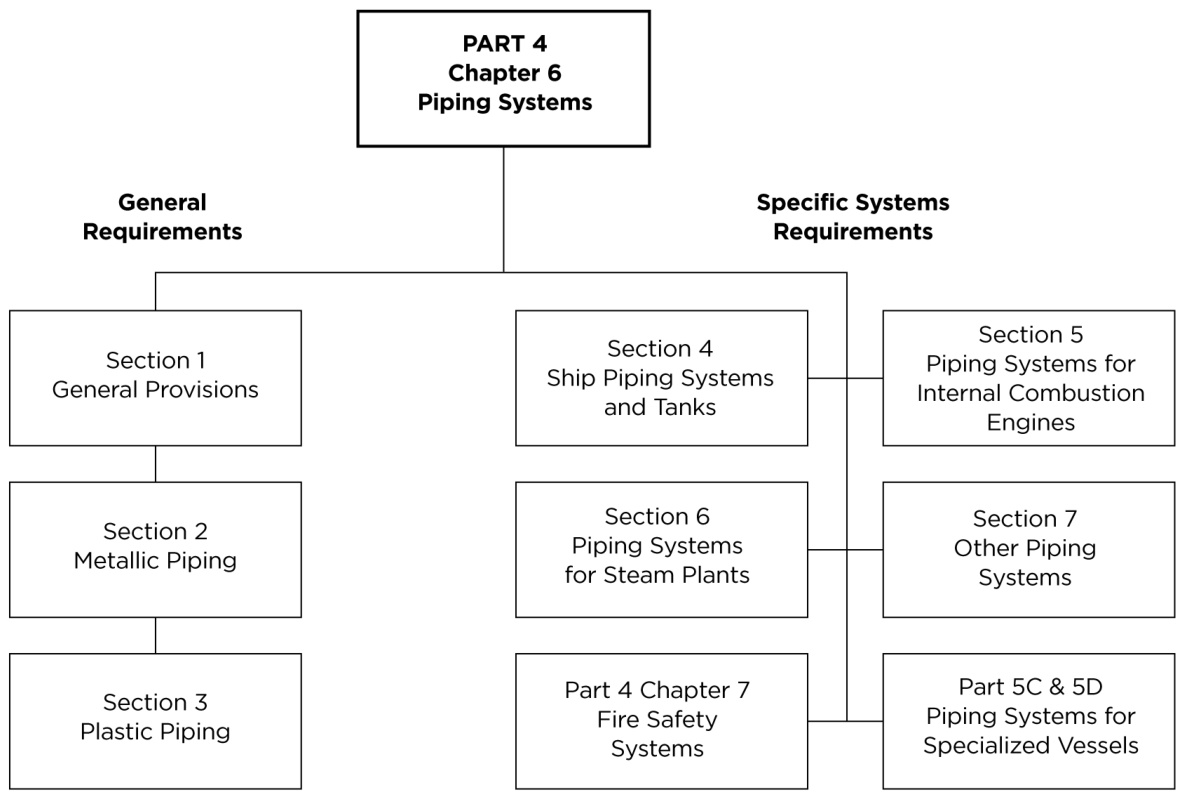 PART 4
Chapter 6
Piping Systems
General
Requirements
Specific Systems
Requirements
Section 1
General Provisions
Section 2
Metallic Piping
Section 3
Plastic Piping
Section 4
Ship Piping Systems
and Tanks
Section 5
Piping Systems for
Internal Combustion
Engines
Section 6
Piping Systems
for Steam Plants
Section 7
Other Piping
Systems
Part 4 Chapter 7
Fire Safety
Systems
Part 5C & 5D
Piping Systems for
Specialized Vessels